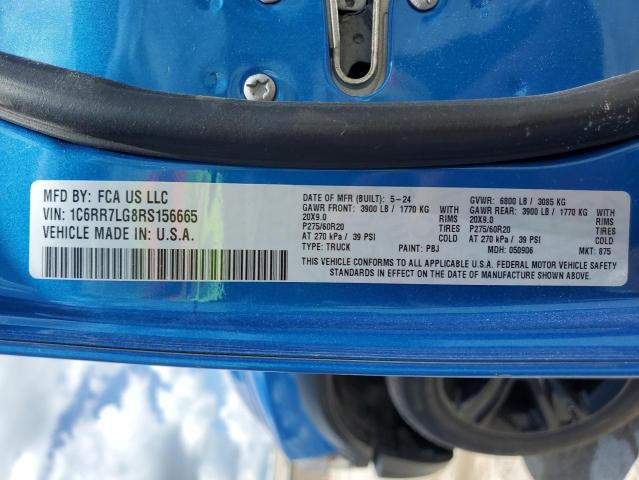 MFD BY: FCA US LLC
VIN: 1C6RR7LG8RS156665
VEHICLE MADE IN U.S.A.
DATE OF MFR (BUILT): 5-24 GVWR: 6800 LB / 3085 KG
GAWR FRONT: 3900 LB / 1770 KG GAWR REAR: 3900 LB / 1770 KG
20X9.0 RIMS 20X9.0 RIMS
P275/60R20 TIRES P275/60R20 TIRES
AT 270 kPa / 39 PSI COLD AT 270 kPa / 39 PSI COLD
TYPE: TRUCK PAINT: PBJ MDH: 050906 MKT: 875
THIS VEHICLE CONFORMS TO ALL APPLICABLE U.S.A. FEDERAL MOTOR VEHICLE SAFETY
STANDARDS IN EFFECT ON THE DATE OF MANUFACTURE SHOWN ABOVE.